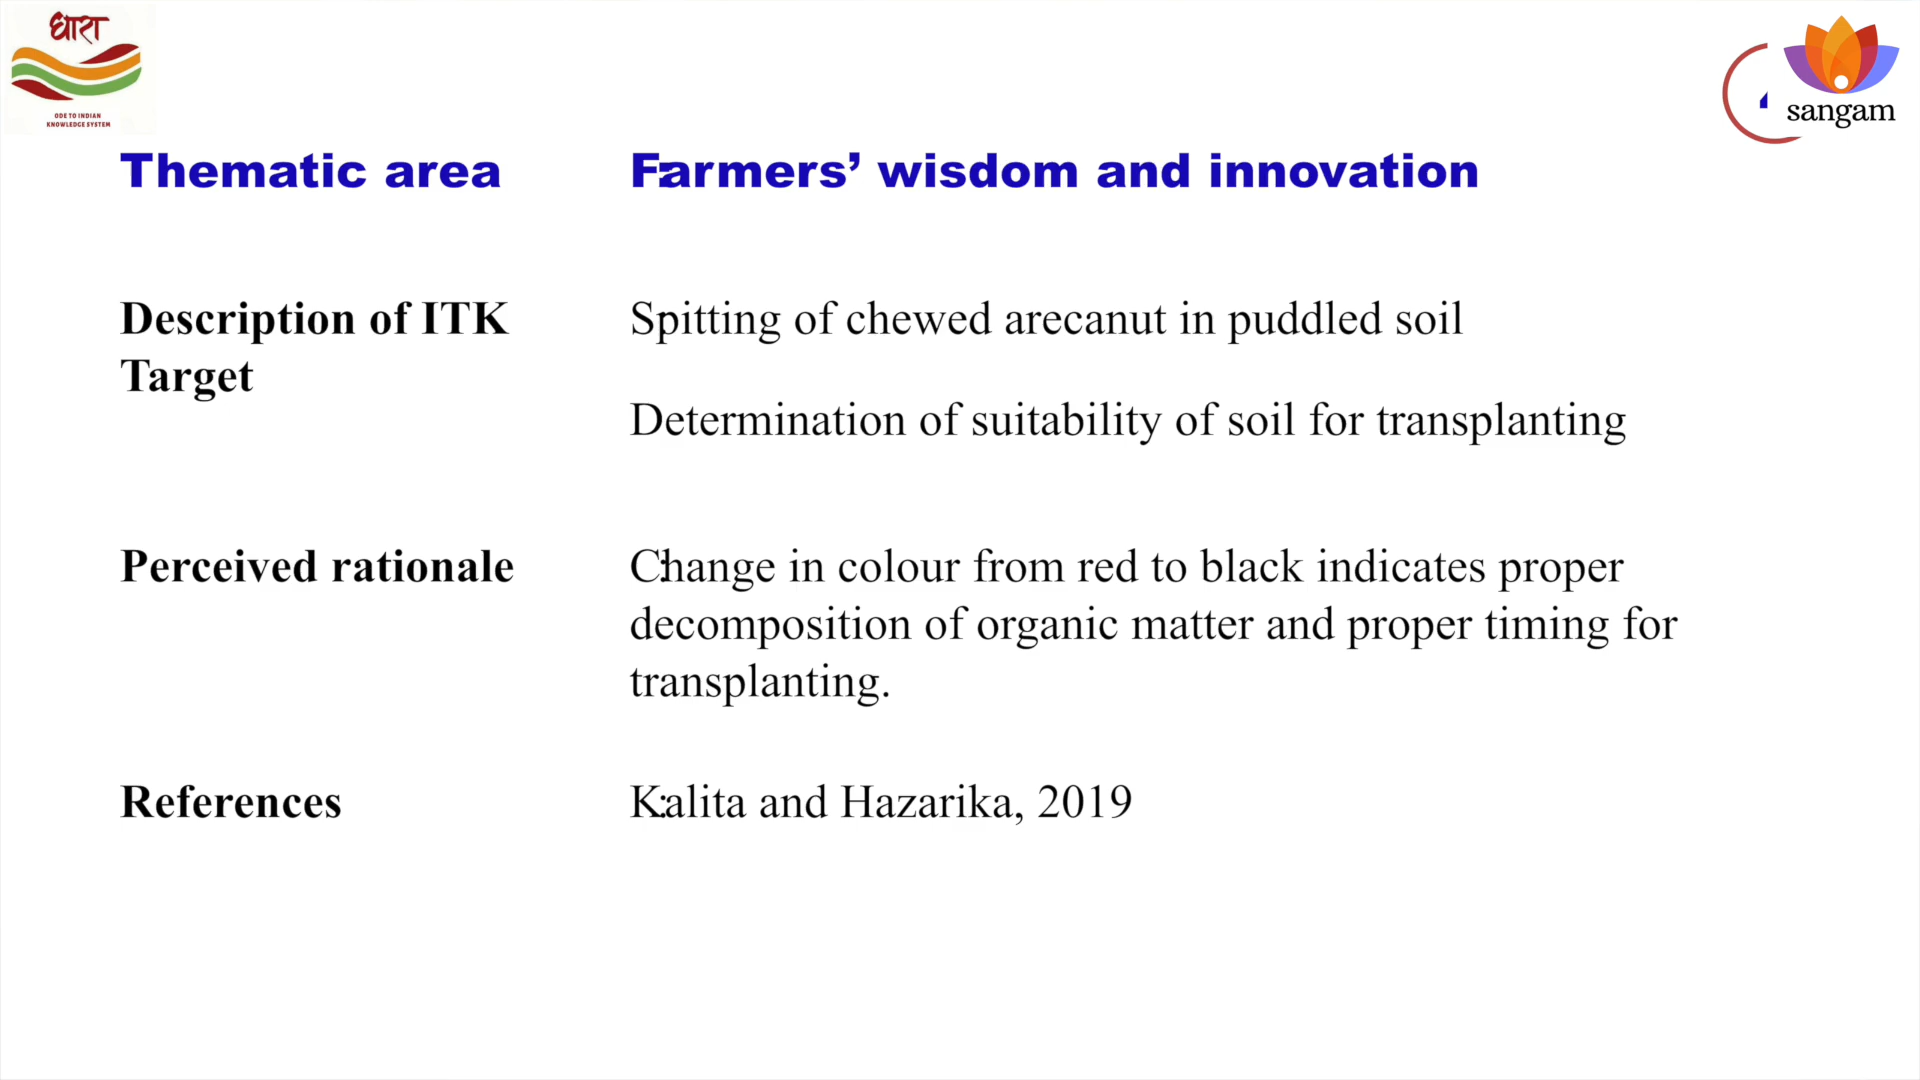 धारा
ODE TO INDIAN
KNOWLEDGE SYSTEM
sangam
Thematic area : Farmers’ wisdom and innovation
Description of ITK : Spitting of chewed arecanut in puddled soil
Target
Determination of suitability of soil for transplanting
Perceived rationale : Change in colour from red to black indicates proper
decomposition of organic matter and proper timing for
transplanting.
References : Kalita and Hazarika, 2019